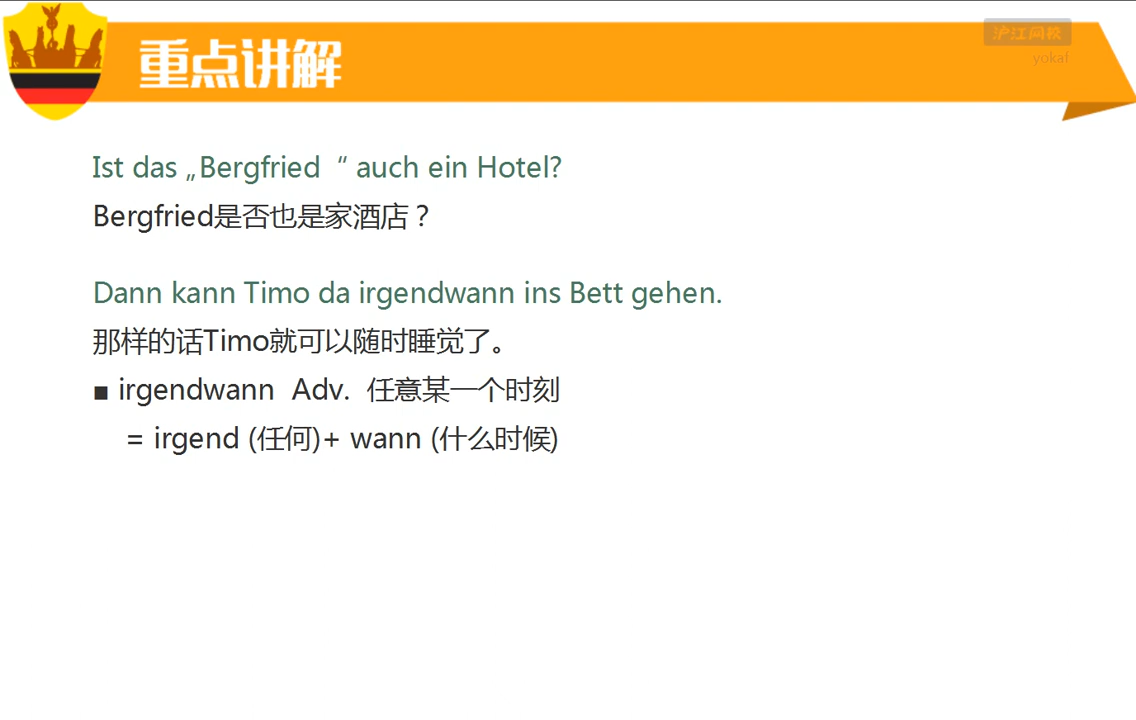 重点讲解
沪江网校
yokaf
Ist das „Bergfried “ auch ein Hotel?
Bergfried是否也是家酒店？
Dann kann Timo da irgendwann ins Bett gehen.
那样的话Timo就可以随时睡觉了。
■ irgendwann Adv. 任意某一个时刻
= irgend (任何)+ wann (什么时候)